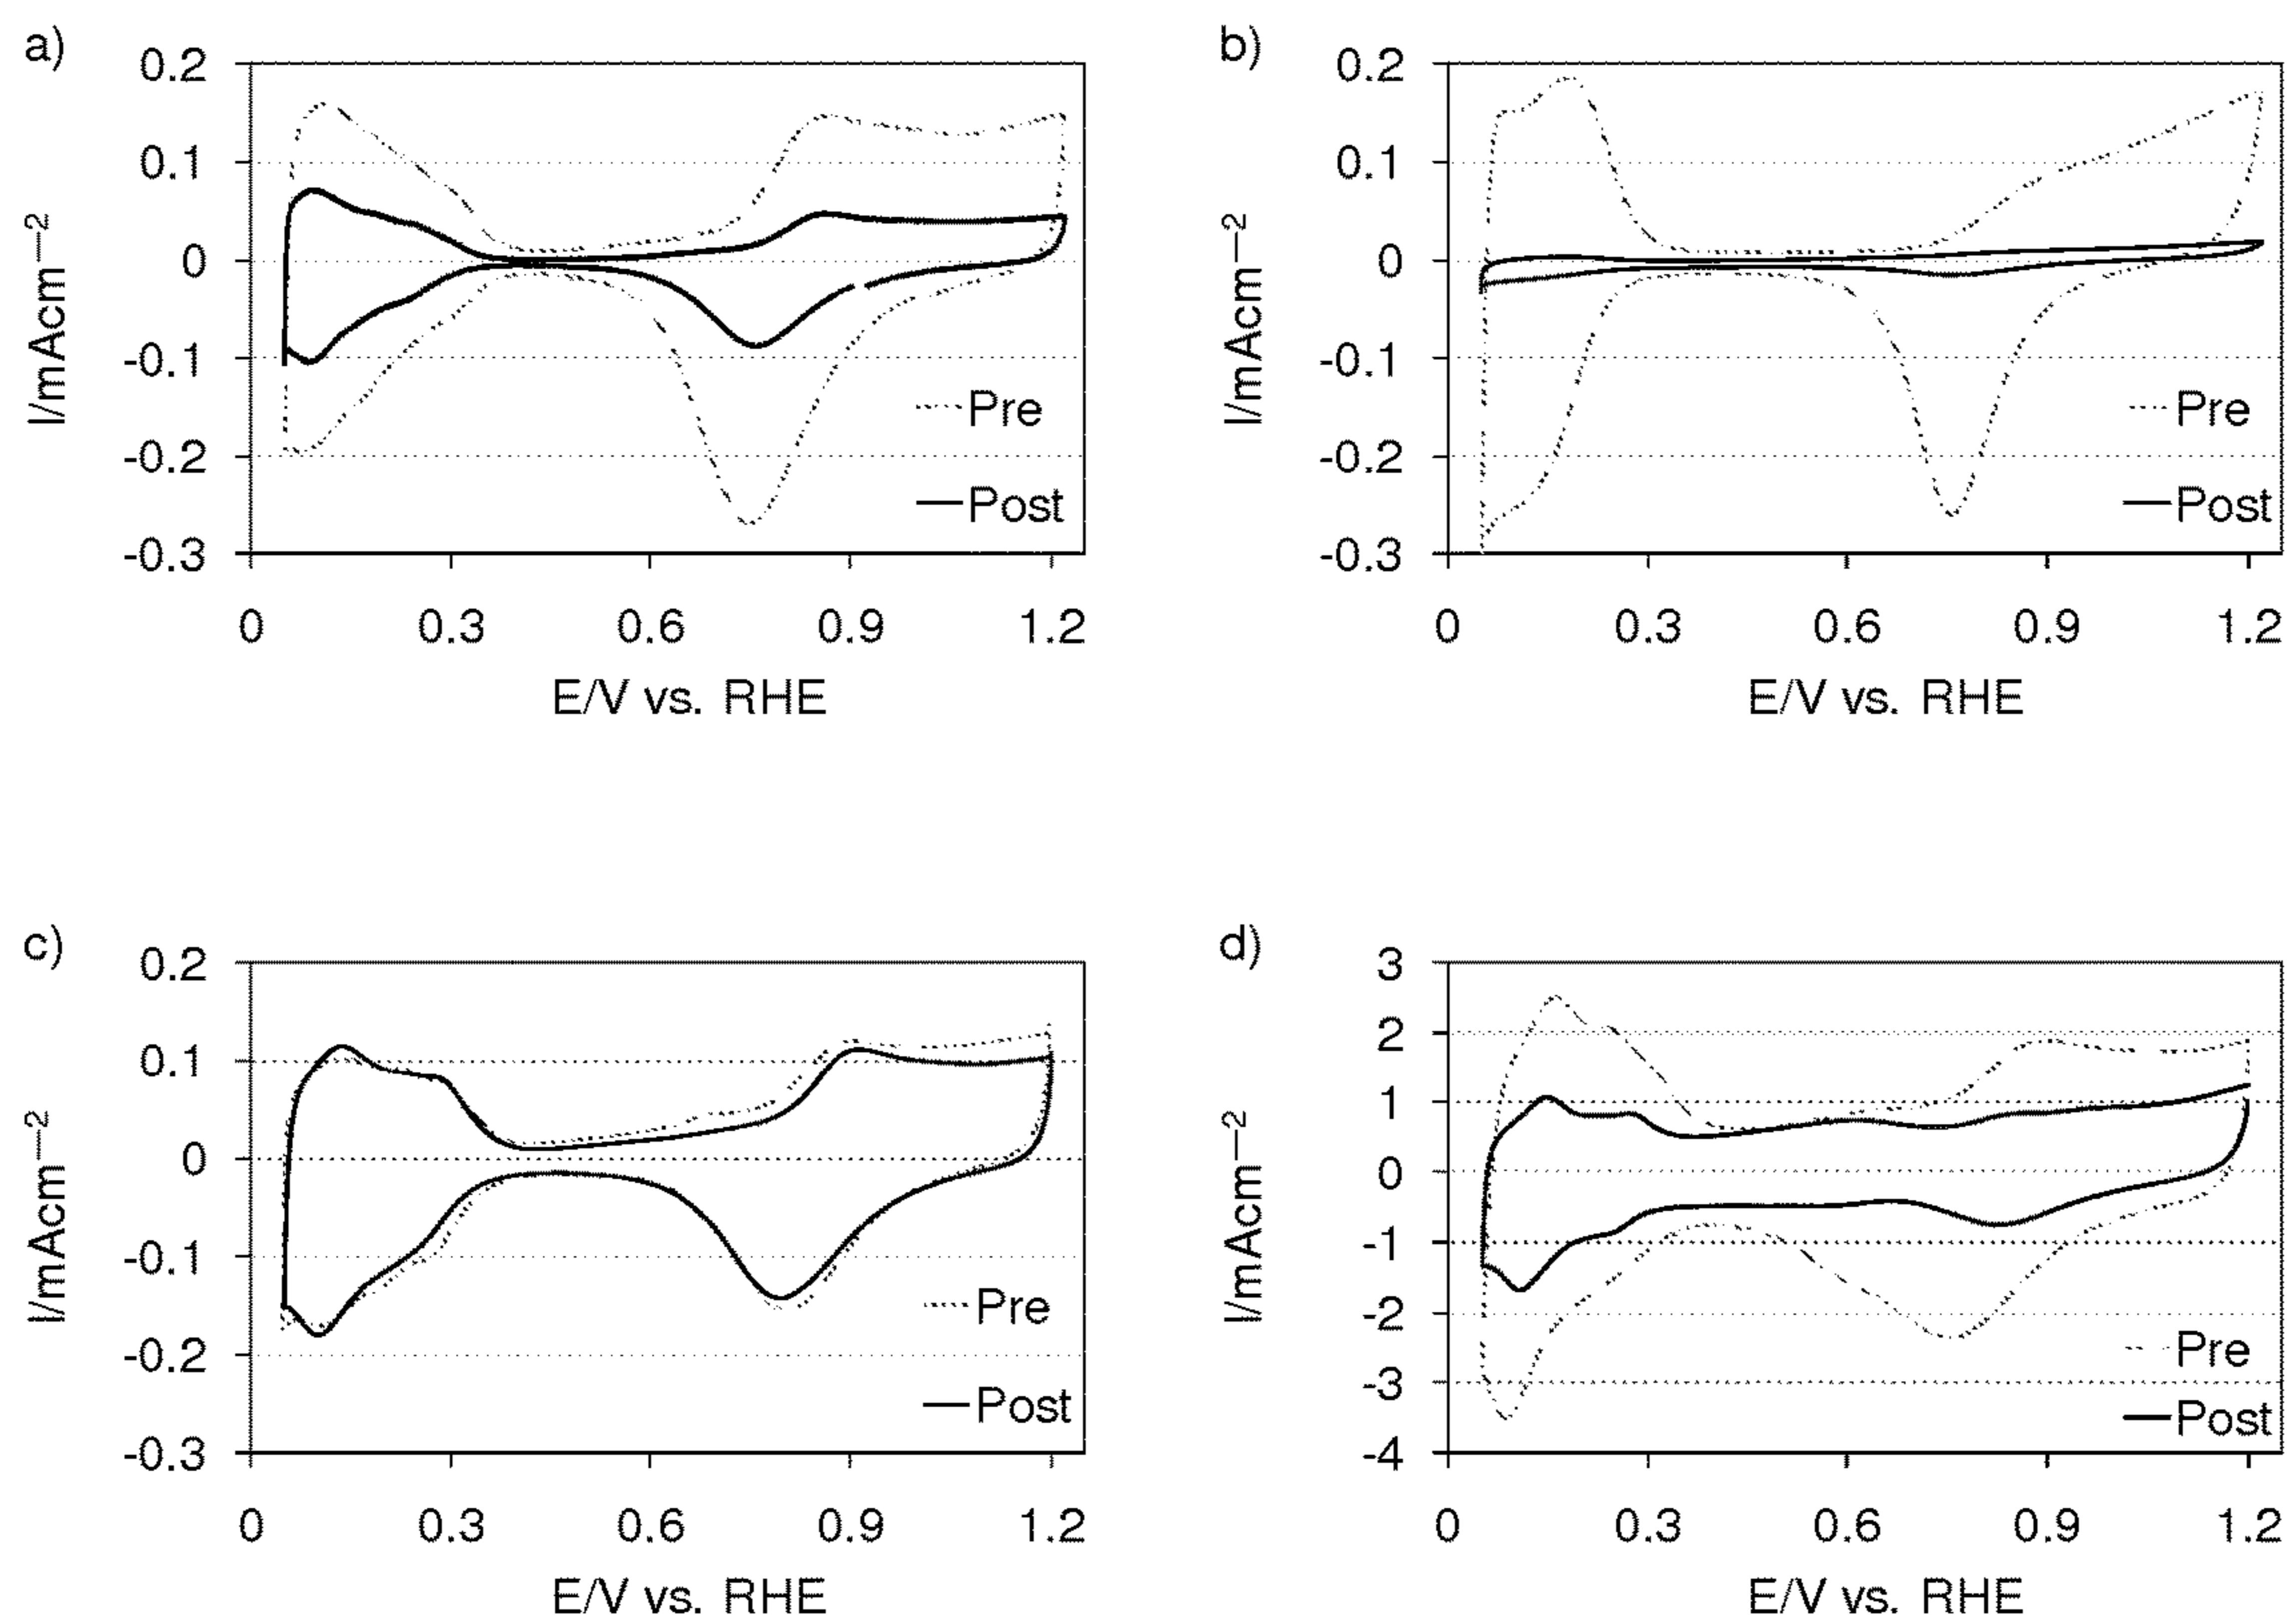 a)
I/mAcm⁻²
0.2
0.1
0
-0.1
-0.2
-0.3
Pre
Post
0 0.3 0.6 0.9 1.2
E/V vs. RHE
b)
I/mAcm⁻²
0.2
0.1
0
-0.1
-0.2
-0.3
Pre
Post
0 0.3 0.6 0.9 1.2
E/V vs. RHE
c)
I/mAcm⁻²
0.2
0.1
0
-0.1
-0.2
-0.3
Pre
Post
0 0.3 0.6 0.9 1.2
E/V vs. RHE
d)
I/mAcm⁻²
3
2
1
0
-1
-2
-3
-4
Pre
Post
0 0.3 0.6 0.9 1.2
E/V vs. RHE